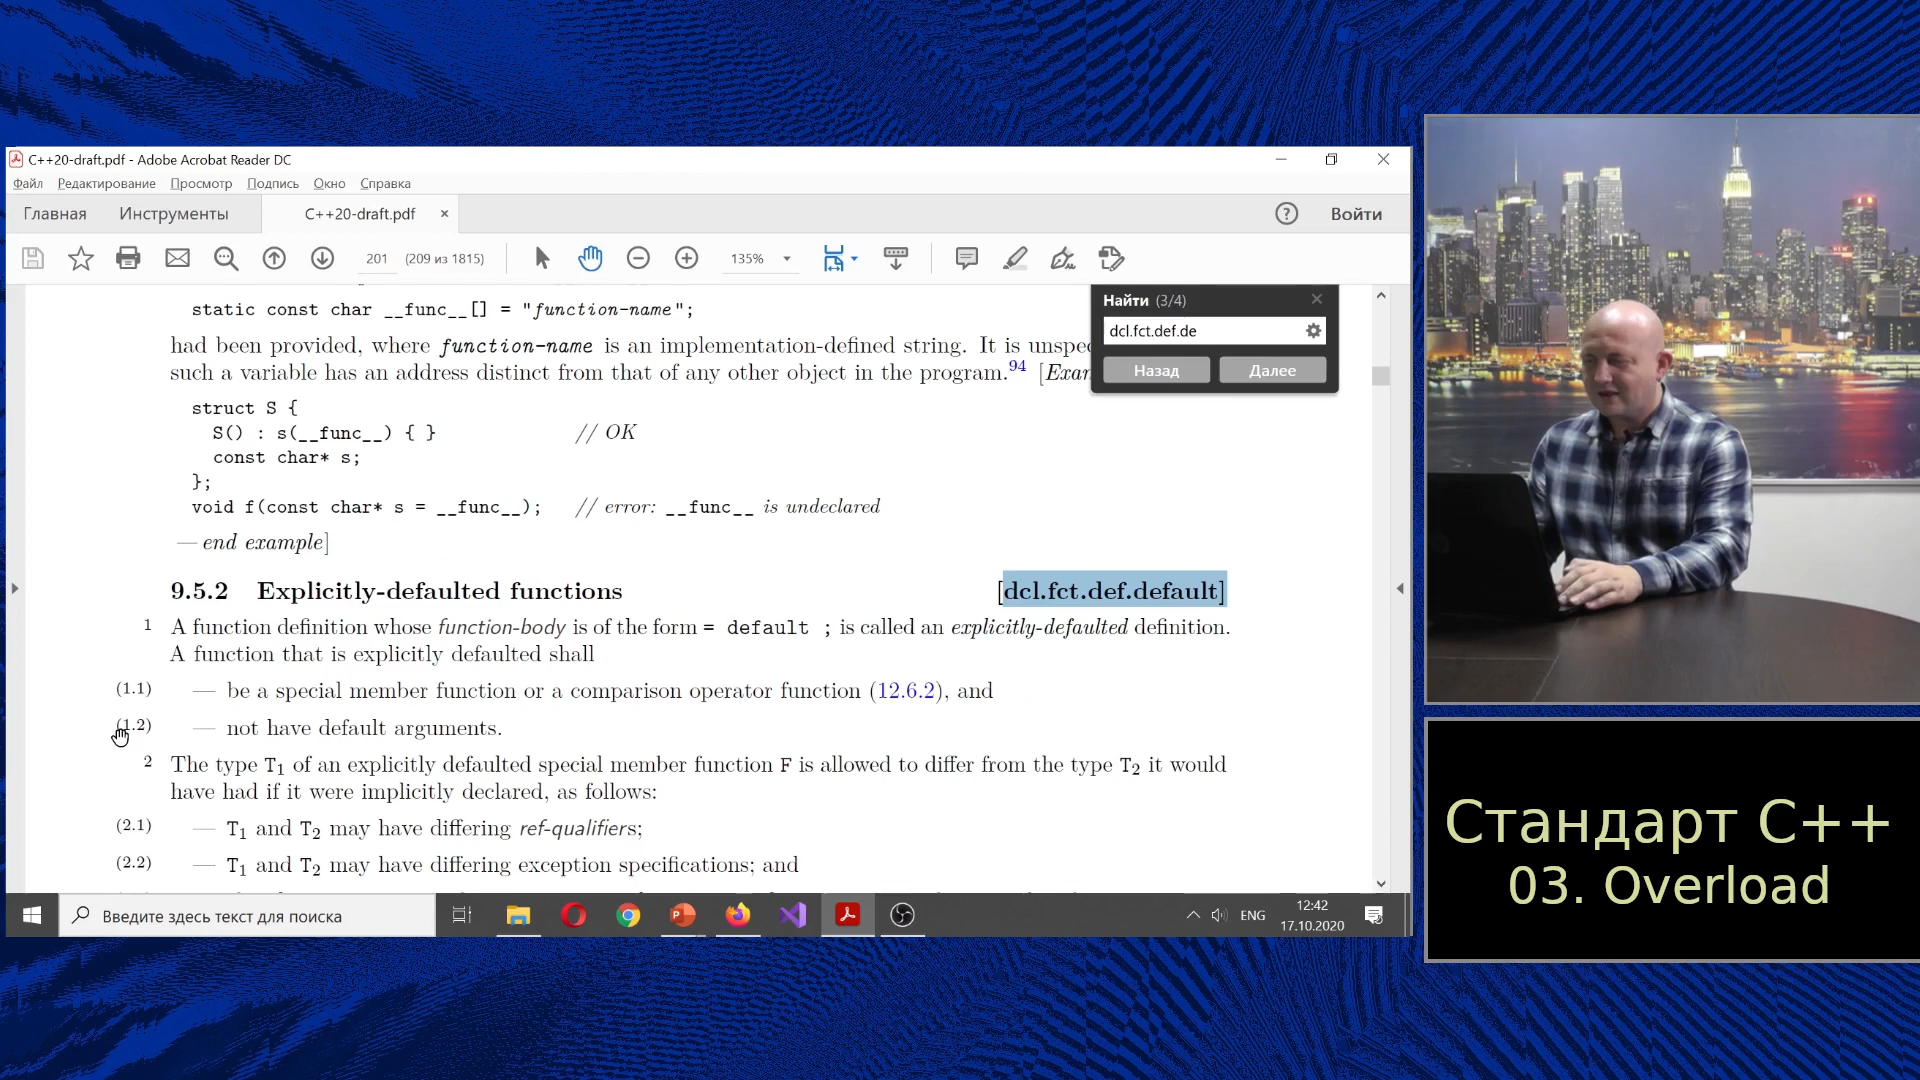 C++20-draft.pdf - Adobe Acrobat Reader DC
Файл Редактирование Просмотр Подпись Окно Справка
Главная Инструменты C++20-draft.pdf × ? Войти
201 (209 из 1815) 135%
Найти (3/4)
dcl.fct.def.de
Назад Далее
static const char __func__[] = "function-name";
had been provided, where function-name is an implementation-defined string. It is unspec
such a variable has an address distinct from that of any other object in the program.94 [Exam
struct S {
S() : s(__func__) { } // OK
const char* s;
};
void f(const char* s = __func__); // error: __func__ is undeclared
— end example]
9.5.2 Explicitly-defaulted functions [dcl.fct.def.default]
1 A function definition whose function-body is of the form = default ; is called an explicitly-defaulted definition.
A function that is explicitly defaulted shall
(1.1) — be a special member function or a comparison operator function (12.6.2), and
(1.2) — not have default arguments.
2 The type T1 of an explicitly defaulted special member function F is allowed to differ from the type T2 it would
have had if it were implicitly declared, as follows:
(2.1) — T1 and T2 may have differing ref-qualifiers;
(2.2) — T1 and T2 may have differing exception specifications; and
Введите здесь текст для поиска
ENG
12:42
17.10.2020
Стандарт C++
03. Overload